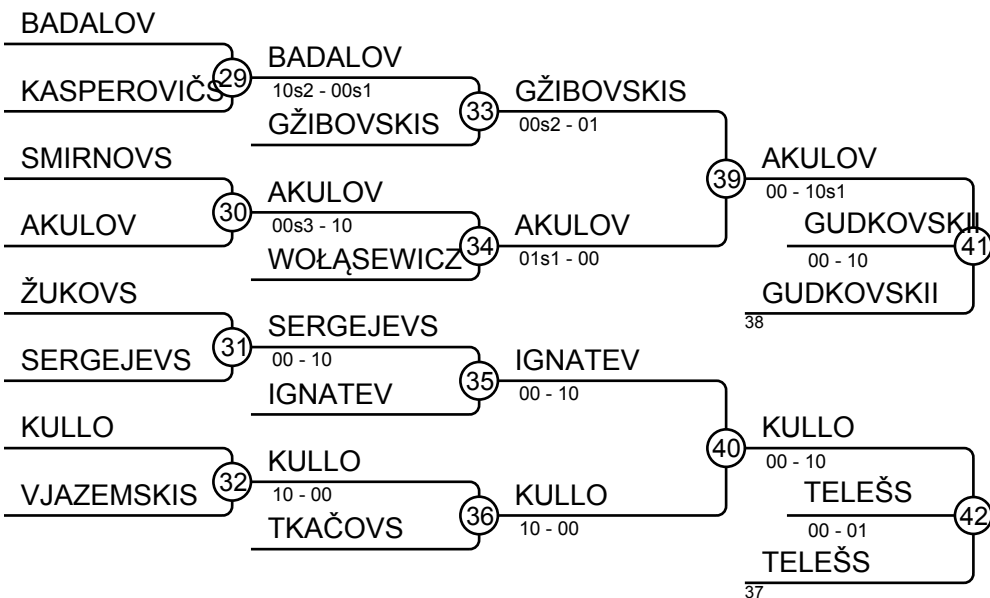 BADALOV
KASPEROVIČS
29
BADALOV
10s2 - 00s1
GŽIBOVSKIS
33
GŽIBOVSKIS
00s2 - 01
SMIRNOVS
AKULOV
30
AKULOV
00s3 - 10
WOŁĄSEWICZ
34
AKULOV
01s1 - 00
39
AKULOV
00 - 10s1
GUDKOVSKII
00 - 10
41
GUDKOVSKII
38
ŽUKOVS
SERGEJEVS
31
SERGEJEVS
00 - 10
IGNATEV
35
IGNATEV
00 - 10
KULLO
VJAZEMSKIS
32
KULLO
10 - 00
TKAČOVS
36
KULLO
10 - 00
40
KULLO
00 - 10
TELEŠS
00 - 01
42
TELEŠS
37